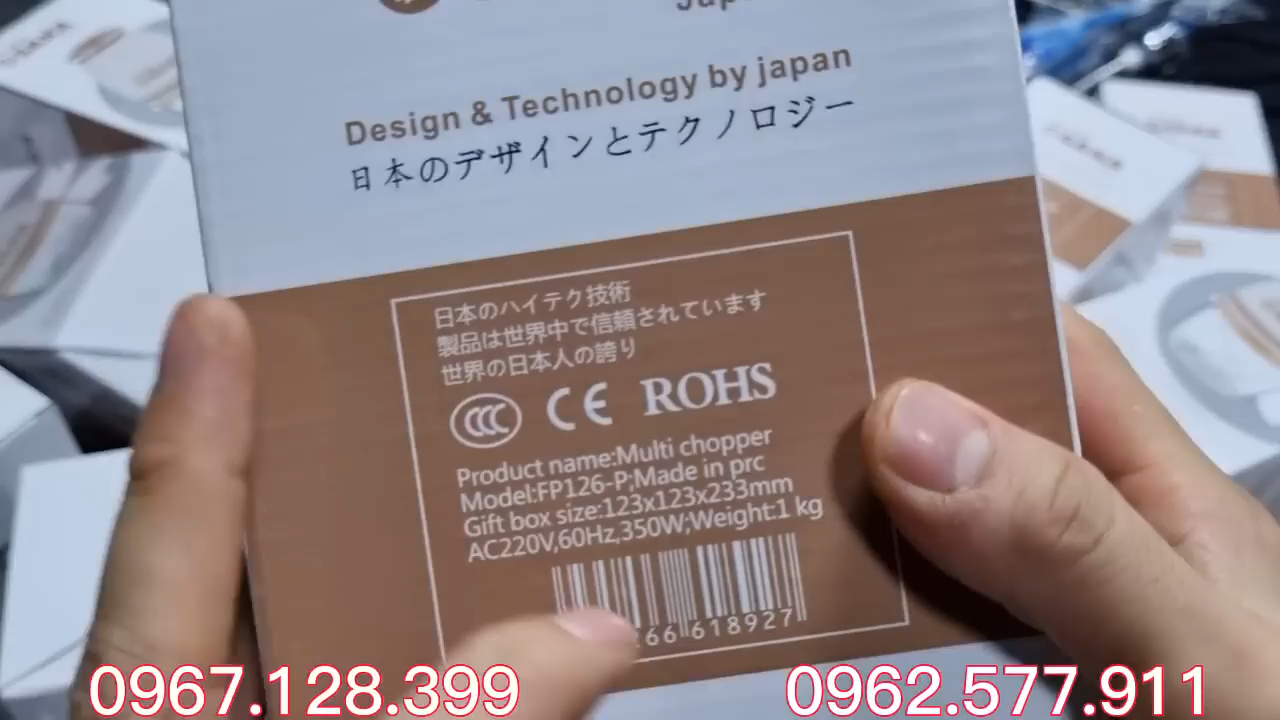 Design & Technology by japan
日本のデザインとテクノロジー
日本のハイテク技術
製品は世界中で信頼されています
世界の日本人の誇り
CCC CE ROHS
Product name:Multi chopper
Model:FP126-P;Made in prc
Gift box size:123x123x233mm
AC220V,60Hz,350W;Weight:1 kg
66 618927
0967.128.399
0962.577.911